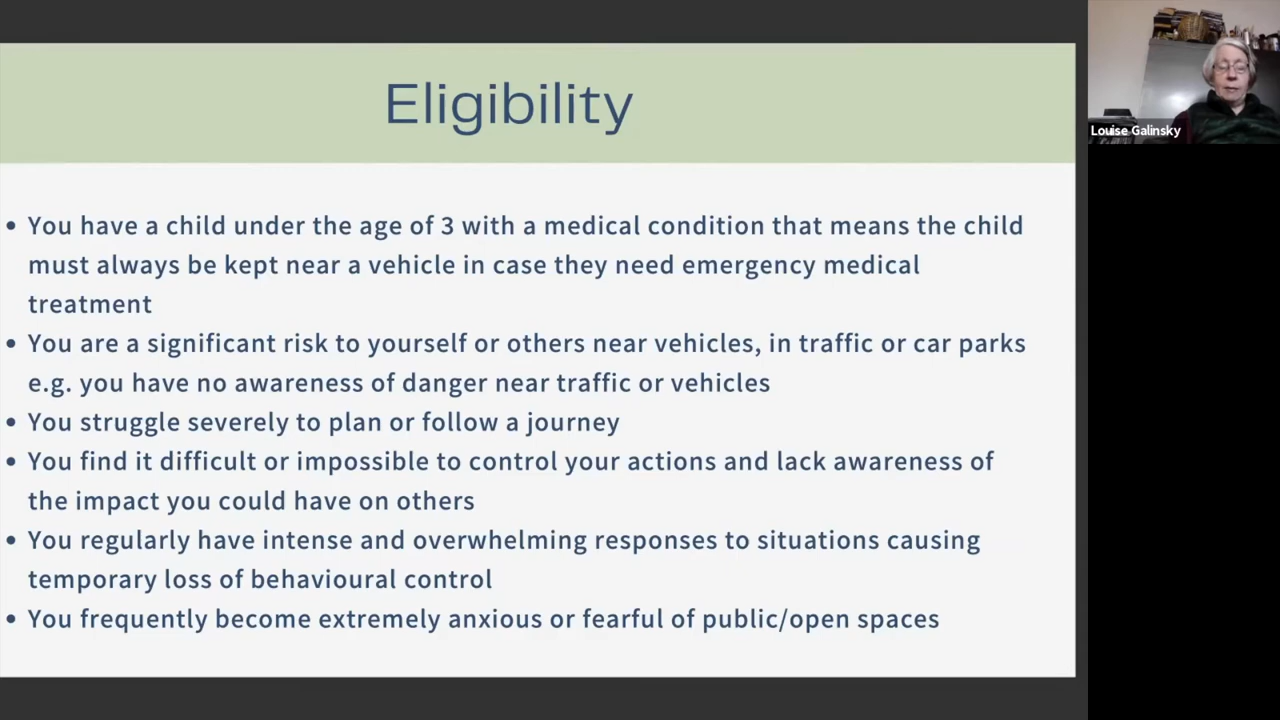 Eligibility
• You have a child under the age of 3 with a medical condition that means the child
must always be kept near a vehicle in case they need emergency medical
treatment
• You are a significant risk to yourself or others near vehicles, in traffic or car parks
e.g. you have no awareness of danger near traffic or vehicles
• You struggle severely to plan or follow a journey
• You find it difficult or impossible to control your actions and lack awareness of
the impact you could have on others
• You regularly have intense and overwhelming responses to situations causing
temporary loss of behavioural control
• You frequently become extremely anxious or fearful of public/open spaces
Louise Galinsky